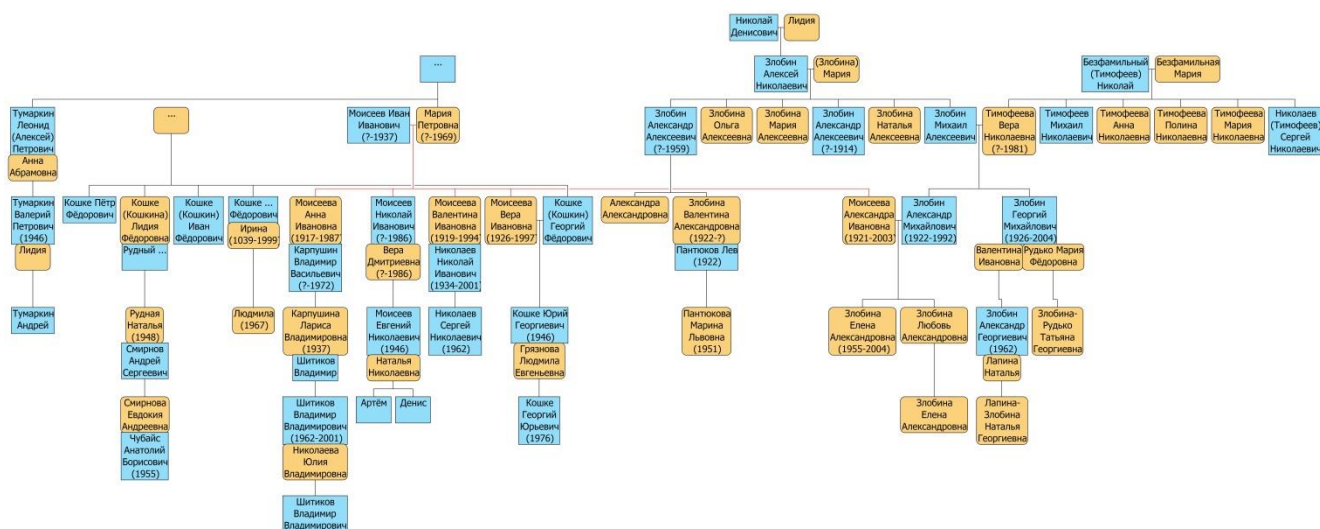 Николай
Денисович
Лидия
Злобин
Алексей
Николаевич
(Злобина)
Мария
Безфамильный
(Тимофеев)
Николай
Безфамильная
Мария
...
Тумаркин
Леонид
(Алексей)
Петрович
...
Моисеев Иван
Иванович
(?-1937)
Мария
Петровна
(?-1969)
Злобин
Александр
Алексеевич
(?-1959)
Злобина
Ольга
Алексеевна
Злобина
Мария
Алексеевна
Злобин
Александр
Алексеевич
(?-1914)
Злобина
Наталья
Алексеевна
Злобин
Михаил
Алексеевич
Тимофеева
Вера
Николаевна
(?-1981)
Тимофеев
Михаил
Николаевич
Тимофеева
Анна
Николаевна
Тимофеева
Полина
Николаевна
Тимофеева
Мария
Николаевна
Николаев
(Тимофеев)
Сергей
Николаевич
Анна
Абрамовна
Тумаркин
Валерий
Петрович
(1946)
Кошке Пётр
Фёдорович
Кошке
(Кошкина)
Лидия
Фёдоровна
Кошке
(Кошкин)
Иван
Фёдорович
Кошке ...
Фёдорович
Моисеева
Анна
Ивановна
(1917-1987)
Моисеев
Николай
Иванович
(?-1986)
Моисеева
Валентина
Ивановна
(1919-1994)
Моисеева
Вера
Ивановна
(1926-1997)
Кошке
(Кошкин)
Георгий
Фёдорович
Александра
Александровна
Злобина
Валентина
Александровна
(1922-?)
Моисеева
Александра
Ивановна
(1921-2003)
Злобин
Александр
Михайлович
(1922-1992)
Злобин
Георгий
Михайлович
(1926-2004)
Лидия
Рудный ...
Ирина
(1039-1999)
Карпушин
Владимир
Васильевич
(?-1972)
Вера
Дмитриевна
(?-1986)
Николаев
Николай
Иванович
(1934-2001)
Пантюков Лев
(1922)
Валентина
Ивановна
Рудько Мария
Фёдоровна
Тумаркин
Андрей
Рудная
Наталья
(1948)
Людмила
(1967)
Карпушина
Лариса
Владимировна
(1937)
Моисеев
Евгений
Николаевич
(1946)
Николаев
Сергей
Николаевич
(1962)
Кошке Юрий
Георгиевич
(1946)
Пантюкова
Марина
Львовна
(1951)
Злобина
Елена
Александровна
(1955-2004)
Злобина
Любовь
Александровна
Злобин
Александр
Георгиевич
(1962)
Злобина-
Рудько
Татьяна
Георгиевна
Смирнов
Андрей
Сергеевич
Шитиков
Владимир
Наталья
Николаевна
Грязнова
Людмила
Евгеньевна
Лапина
Наталья
Смирнова
Евдокия
Андреевна
Шитиков
Владимир
Владимирович
(1962-2001)
Артём
Денис
Кошке
Георгий
Юрьевич
(1976)
Злобина
Елена
Александровна
Лапина-
Злобина
Наталья
Георгиевна
Чубайс
Анатолий
Борисович
(1955)
Николаева
Юлия
Владимировна
Шитиков
Владимир
Владимирович